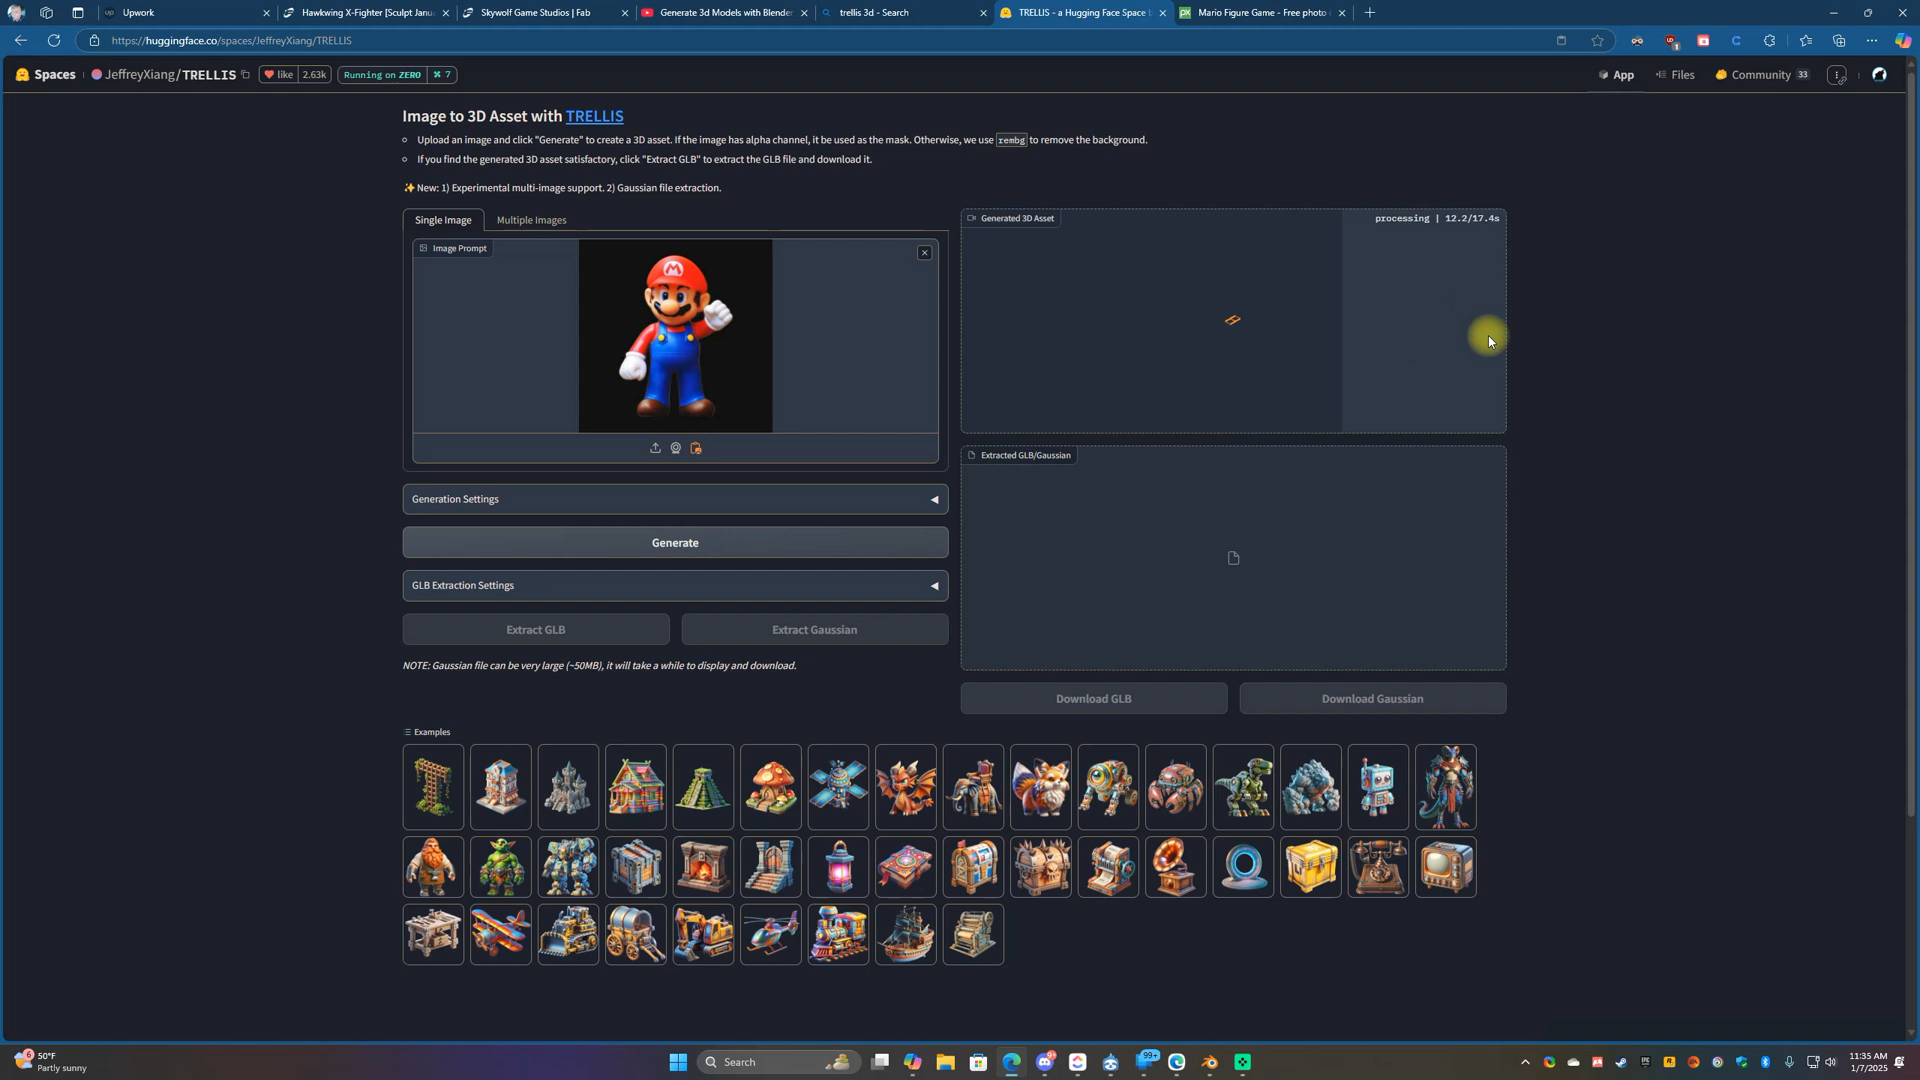 Upwork
Hawkwing X-Fighter [Sculpt Janu
Skywolf Game Studios | Fab
Generate 3d Models with Blender
trellis 3d - Search
TRELLIS - a Hugging Face Space b
Mario Figure Game - Free photo o
https://huggingface.co/spaces/JeffreyXiang/TRELLIS
Spaces
JeffreyXiang/TRELLIS
like 2.63k
Running on ZERO 7
App
Files
Community 33
Image to 3D Asset with TRELLIS
Upload an image and click "Generate" to create a 3D asset. If the image has alpha channel, it be used as the mask. Otherwise, we use rembg to remove the background.
If you find the generated 3D asset satisfactory, click "Extract GLB" to extract the GLB file and download it.
✨New: 1) Experimental multi-image support. 2) Gaussian file extraction.
Single Image
Multiple Images
Image Prompt
M
Generated 3D Asset
processing | 12.2/17.4s
Extracted GLB/Gaussian
Generation Settings
Generate
GLB Extraction Settings
Extract GLB
Extract Gaussian
NOTE: Gaussian file can be very large (~50MB), it will take a while to display and download.
Download GLB
Download Gaussian
Examples
50°F
Partly sunny
Search
99+
11:35 AM
1/7/2025